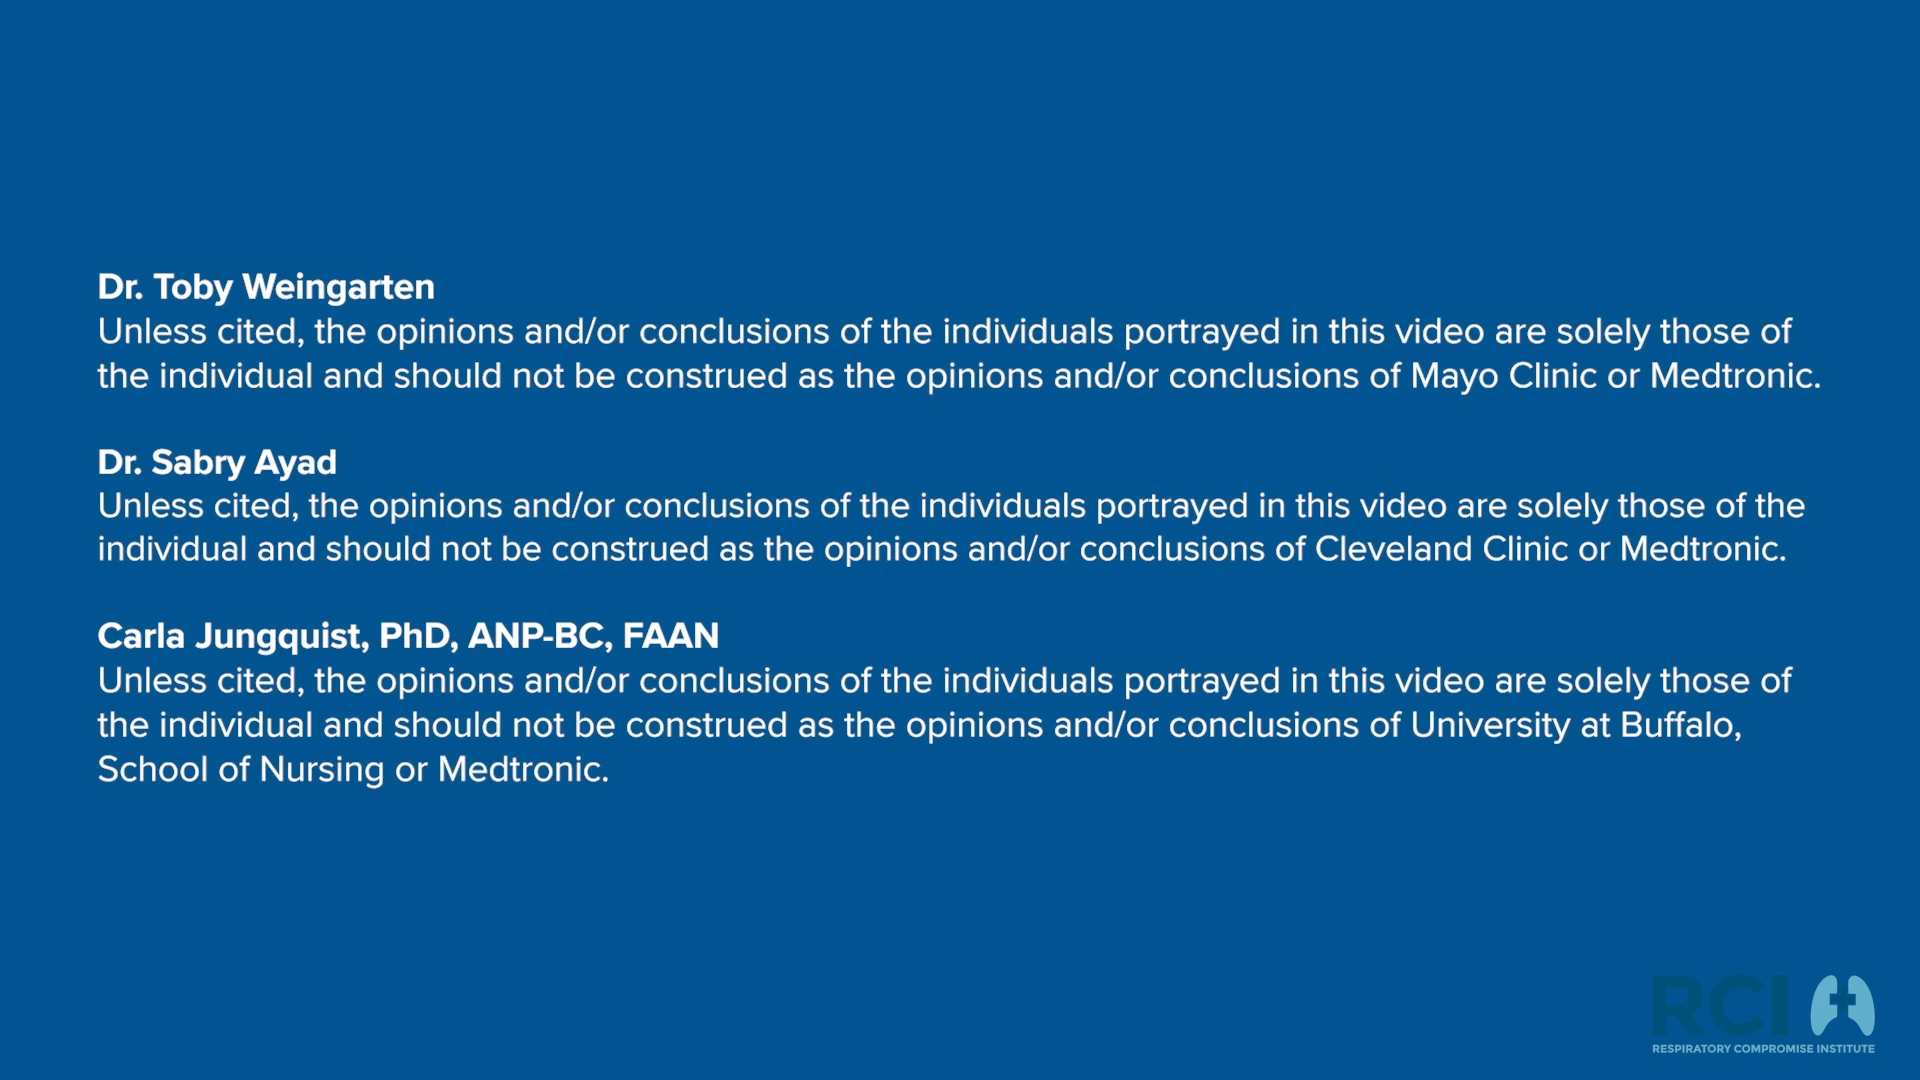 Dr. Toby Weingarten
Unless cited, the opinions and/or conclusions of the individuals portrayed in this video are solely those of
the individual and should not be construed as the opinions and/or conclusions of Mayo Clinic or Medtronic.
Dr. Sabry Ayad
Unless cited, the opinions and/or conclusions of the individuals portrayed in this video are solely those of the
individual and should not be construed as the opinions and/or conclusions of Cleveland Clinic or Medtronic.
Carla Jungquist, PhD, ANP-BC, FAAN
Unless cited, the opinions and/or conclusions of the individuals portrayed in this video are solely those of
the individual and should not be construed as the opinions and/or conclusions of University at Buffalo,
School of Nursing or Medtronic.
RCI
RESPIRATORY COMPROMISE INSTITUTE